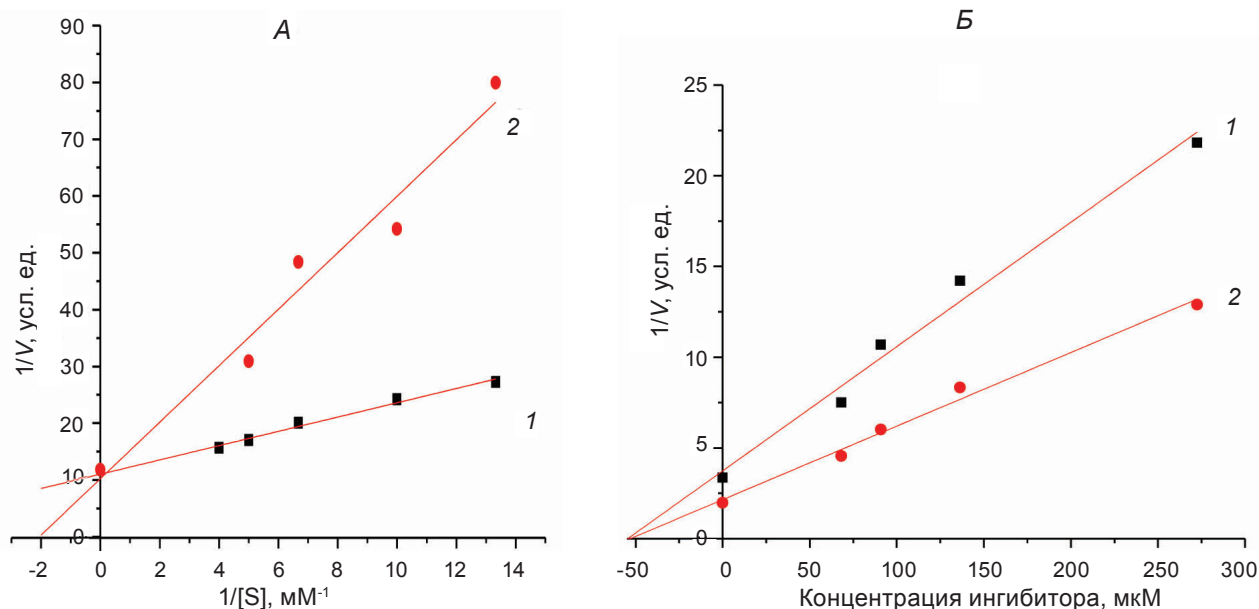 А
90
80
70
60
50
40
30
20
10
0
1/V, усл. ед.
2
1
-2 0 2 4 6 8 10 12 14
1/[S], мМ-1
Б
25
20
15
10
5
0
1/V, усл. ед.
1
2
-50 0 50 100 150 200 250 300
Концентрация ингибитора, мкМ